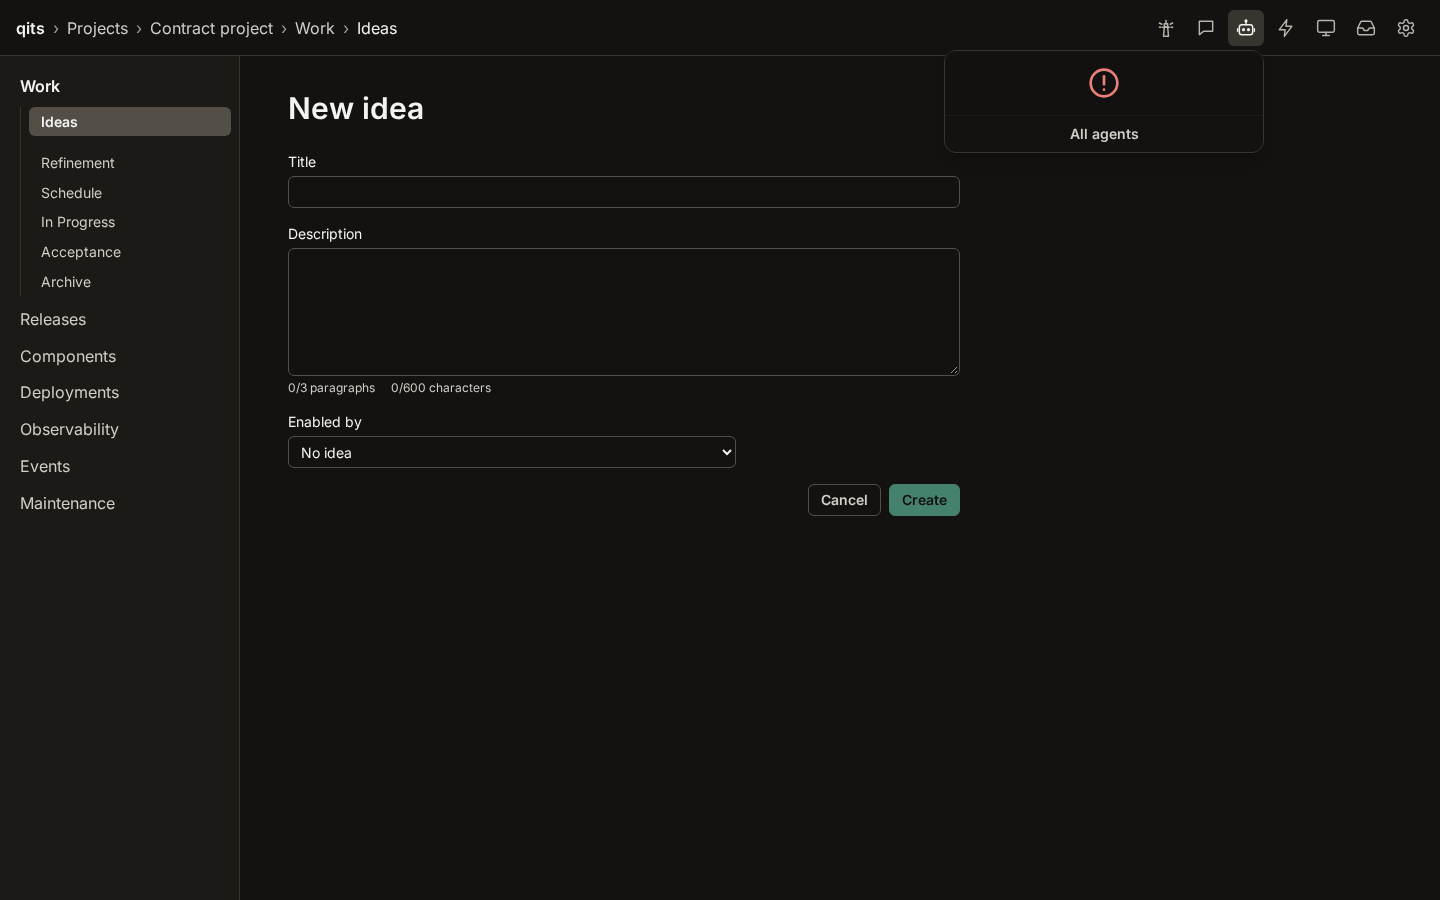 qits › Projects › Contract project › Work › Ideas
All agents
Work
Ideas
Refinement
Schedule
In Progress
Acceptance
Archive
Releases
Components
Deployments
Observability
Events
Maintenance
New idea
Title
Description
0/3 paragraphs 0/600 characters
Enabled by
No idea
Cancel Create